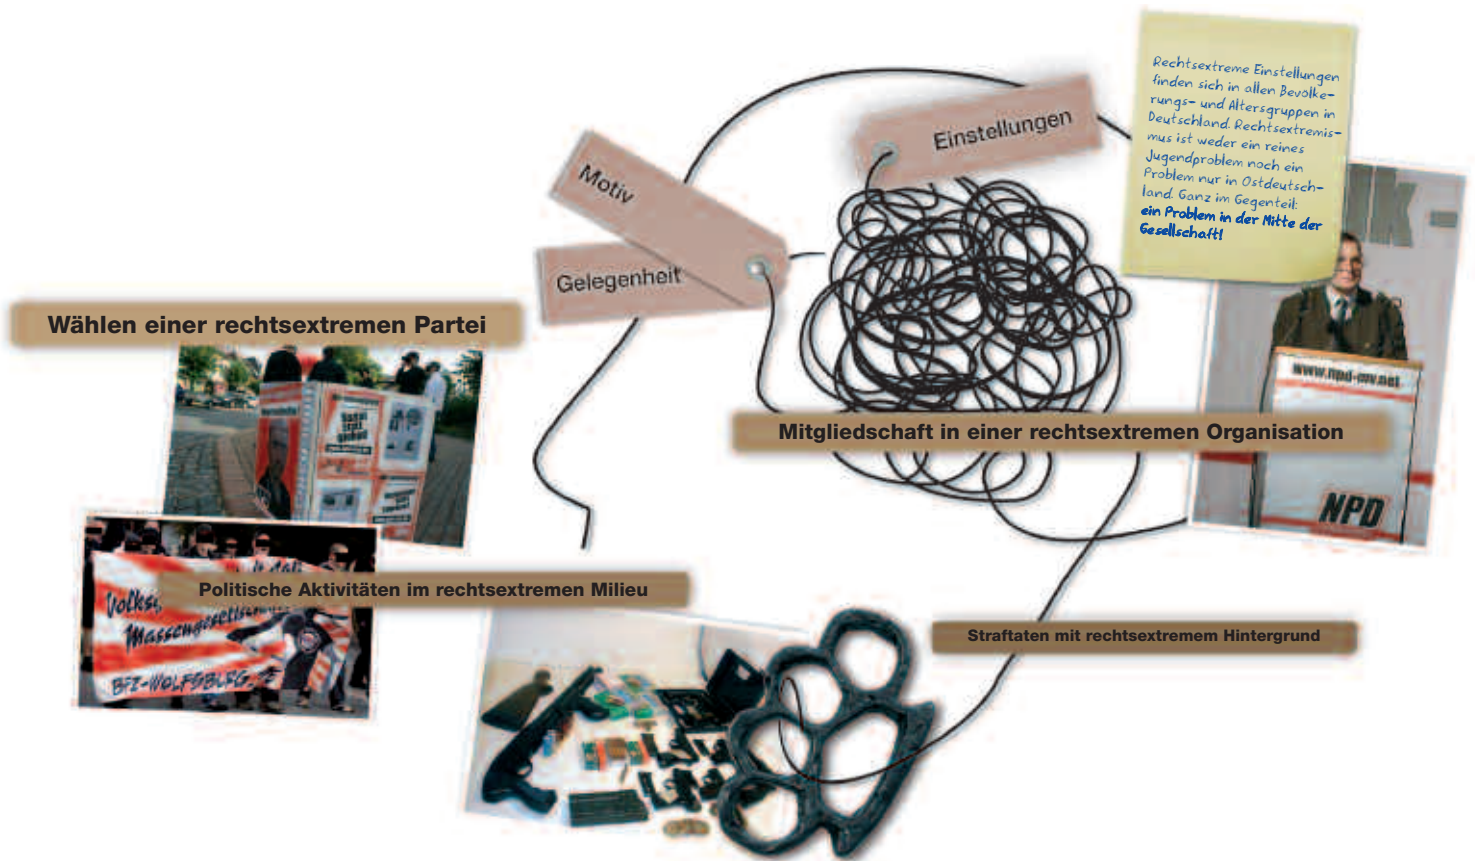 Rechtsextreme Einstellungen
finden sich in allen Bevölke-
rungs- und Altersgruppen in
Deutschland. Rechtsextremis-
mus ist weder ein reines
Jugendproblem noch ein
Problem nur in Ostdeutsch-
land. Ganz im Gegenteil:
ein Problem in der Mitte der
Gesellschaft!
Einstellungen
Motiv
Gelegenheit
Wählen einer rechtsextremen Partei
Mitgliedschaft in einer rechtsextremen Organisation
www.npd-mv.net
NPD
Politische Aktivitäten im rechtsextremen Milieu
Massengesellschaft
BFZ-WOLFSBURG.DE
Straftaten mit rechtsextremem Hintergrund